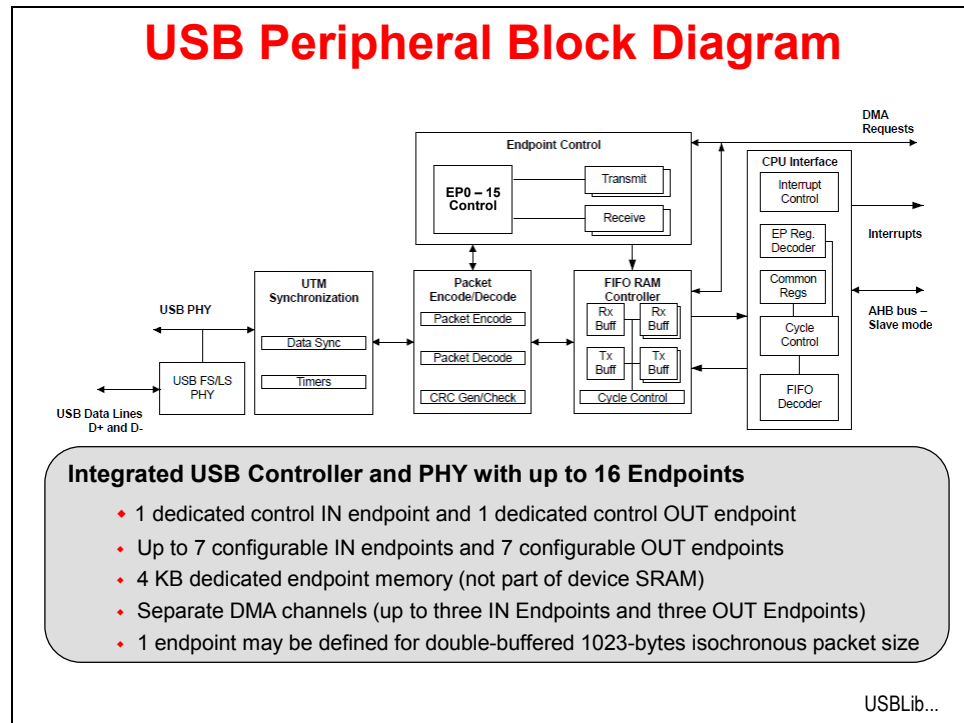 USB Peripheral Block Diagram
DMA
Requests
Endpoint Control
CPU Interface
EP0 – 15
Control
Transmit
Receive
Interrupt
Control
EP Reg.
Decoder
Interrupts
UTM
Synchronization
Packet
Encode/Decode
FIFO RAM
Controller
Common
Regs
USB PHY
Packet Encode
Rx
Buff
Rx
Buff
AHB bus –
Slave mode
Data Sync
Cycle
Control
Packet Decode
Tx
Buff
Tx
Buff
USB FS/LS
PHY
Timers
CRC Gen/Check
Cycle Control
FIFO
Decoder
USB Data Lines
D+ and D-
Integrated USB Controller and PHY with up to 16 Endpoints
◆ 1 dedicated control IN endpoint and 1 dedicated control OUT endpoint
◆ Up to 7 configurable IN endpoints and 7 configurable OUT endpoints
◆ 4 KB dedicated endpoint memory (not part of device SRAM)
◆ Separate DMA channels (up to three IN Endpoints and three OUT Endpoints)
◆ 1 endpoint may be defined for double-buffered 1023-bytes isochronous packet size
USBLib...